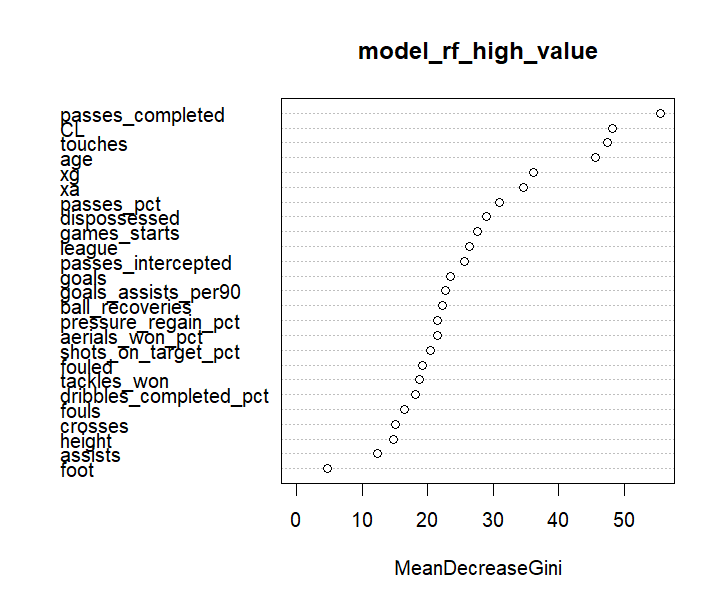 model_rf_high_value
passes_completed
CL
touches
age
xg
xa
passes_pct
dispossessed
games_starts
league
passes_intercepted
goals
goals_assists_per90
ball_recoveries
pressure_regain_pct
aerials_won_pct
shots_on_target_pct
fouled
tackles_won
dribbles_completed_pct
fouls
crosses
height
assists
foot
0 10 20 30 40 50
MeanDecreaseGini